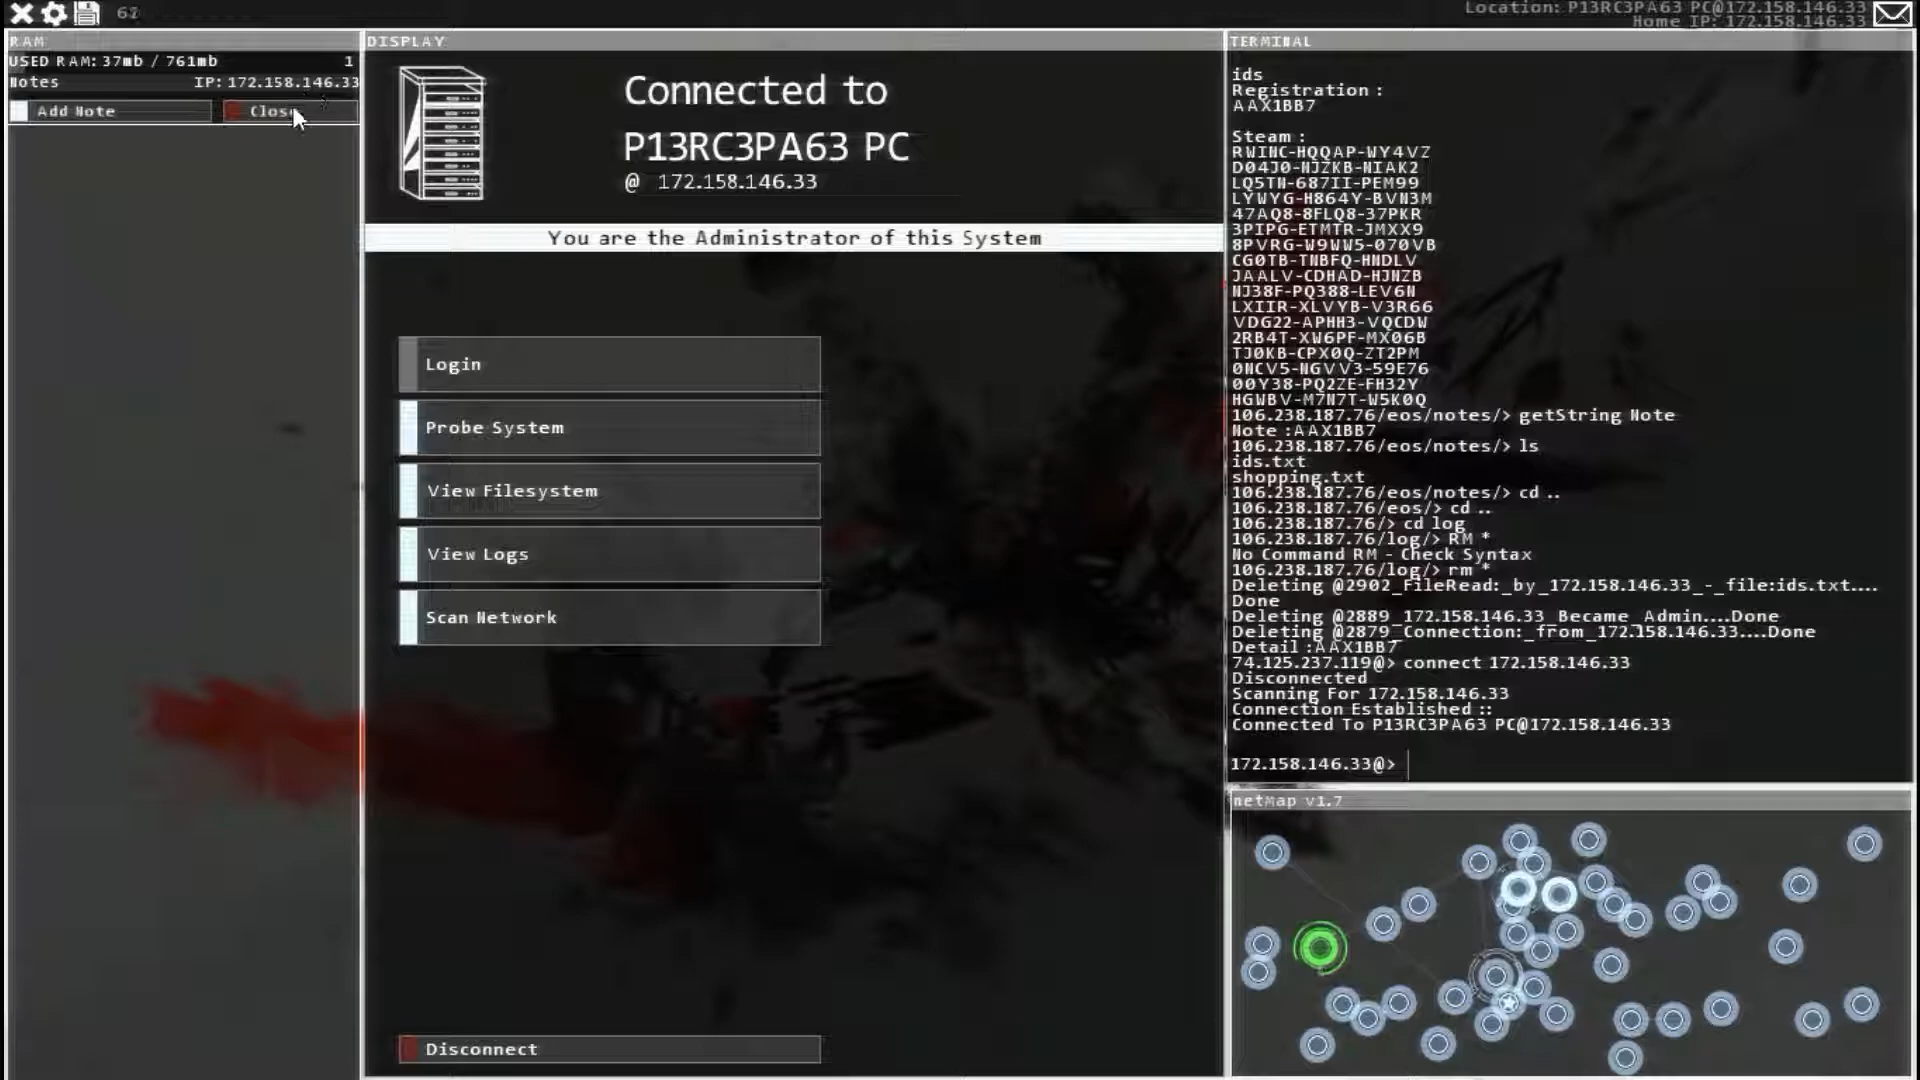 62
Location: P13RC3PA63 PC@172.158.146.33
Home IP: 172.158.146.33
RAM
USED RAM: 37mb / 761mb 1
Notes IP: 172.158.146.33
Add Note Close
DISPLAY
Connected to
P13RC3PA63 PC
@ 172.158.146.33
You are the Administrator of this System
Login
Probe System
View Filesystem
View Logs
Scan Network
Disconnect
TERMINAL
ids
Registration :
AAX1BB7
Steam :
RWINC-HQQAP-WY4VZ
D04J0-NJZKB-NIAK2
LQ5TN-687II-PEM99
LYWYG-H864Y-BVN3M
47AQ8-8FLQ8-37PKR
3PIPG-ETMTR-JMXX9
8PVRG-W9WW5-070VB
CG0TB-TNBFQ-HNDLV
JAALV-CDHAD-HJNZB
NJ38F-PQ388-LEV6N
LXIIR-XLVYB-V3R66
VDG22-APHH3-VQCDW
2RB4T-XW6PF-MX06B
TJ0KB-CPX0Q-ZT2PM
0NCV5-NGVV3-59E76
00Y38-PQ2ZE-FH32Y
HGWBV-M7N7T-W5K0Q
106.238.187.76/eos/notes/> getString Note
Note :AAX1BB7
106.238.187.76/eos/notes/> ls
ids.txt
shopping.txt
106.238.187.76/eos/notes/> cd ..
106.238.187.76/eos/> cd ..
106.238.187.76/> cd log
106.238.187.76/log/> RM *
No Command RM - Check Syntax
106.238.187.76/log/> rm *
Deleting @2902_FileRead:_by_172.158.146.33_-_file:ids.txt....
Done
Deleting @2889_172.158.146.33_Became_Admin....Done
Deleting @2879_Connection:_from_172.158.146.33....Done
Detail :AAX1BB7
74.125.237.119@> connect 172.158.146.33
Disconnected
Scanning For 172.158.146.33
Connection Established ::
Connected To P13RC3PA63 PC@172.158.146.33
172.158.146.33@>
netMap v1.7